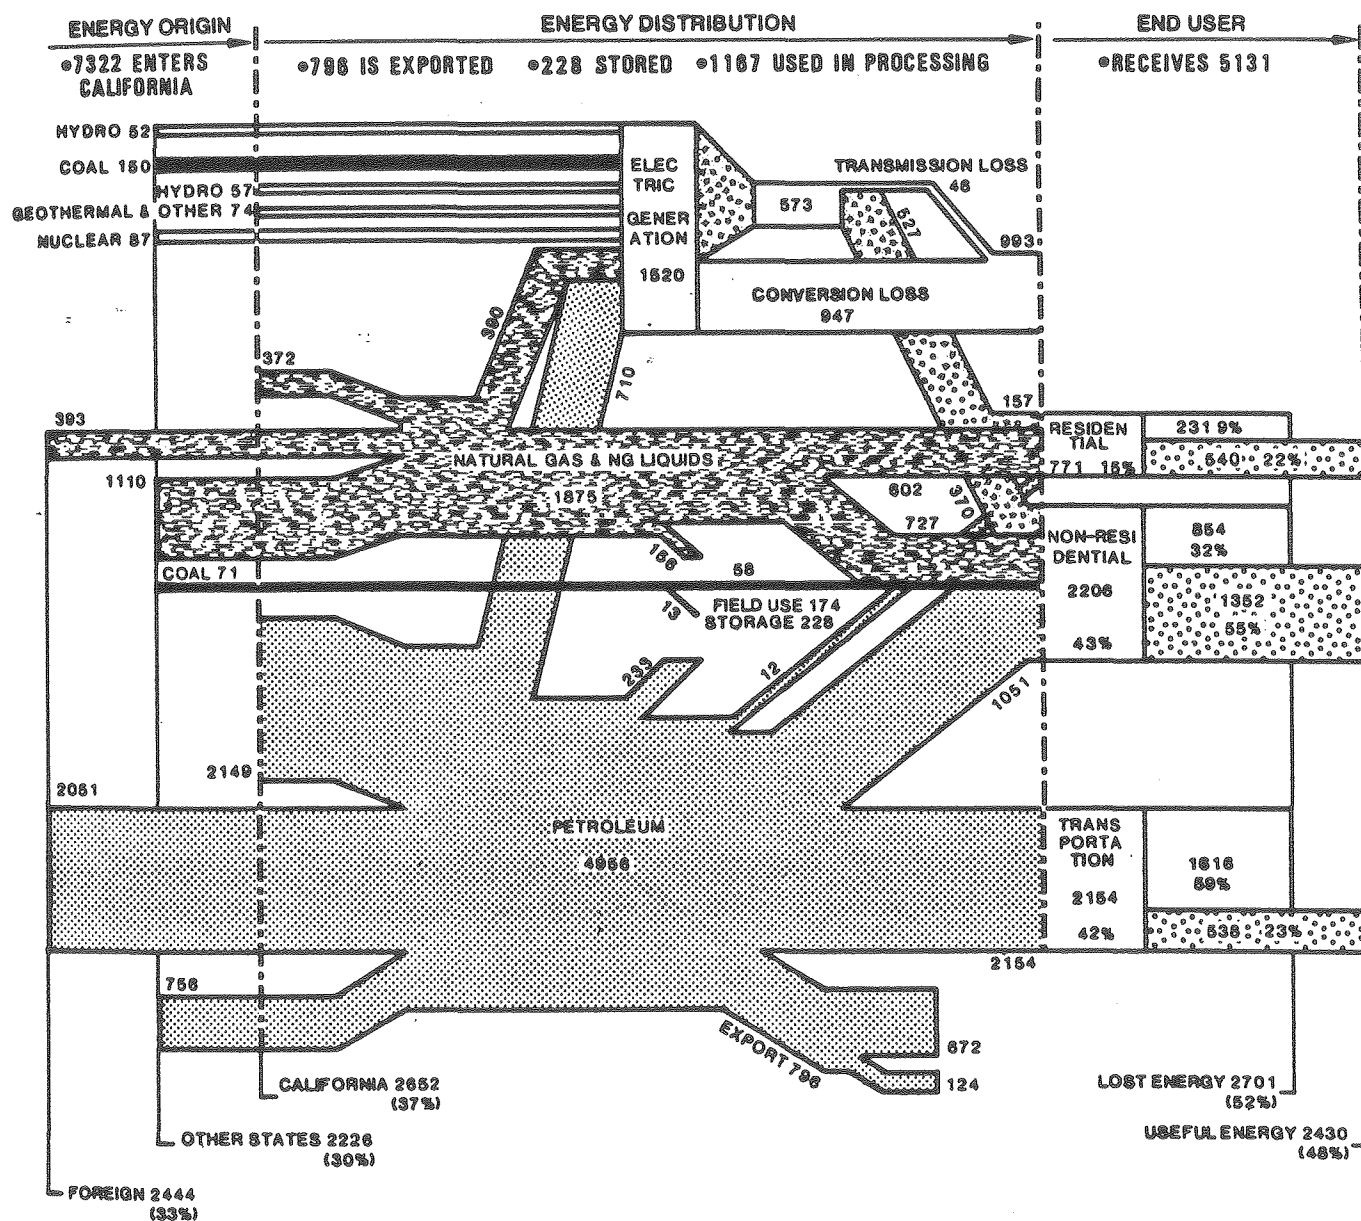 ENERGY ORIGIN
ENERGY DISTRIBUTION
END USER
•7322 ENTERS
CALIFORNIA
•796 IS EXPORTED
•228 STORED
•1167 USED IN PROCESSING
•RECEIVES 5131
HYDRO 52
COAL 150
HYDRO 57
GEOTHERMAL & OTHER 74
NUCLEAR 87
ELEC
TRIC
GENER
ATION
1520
TRANSMISSION LOSS
46
573
527
993
CONVERSION LOSS
947
390
710
372
393
157
NATURAL GAS & NG LIQUIDS
1875
1110
602
370
727
RESIDEN
TIAL
771 15%
231 9%
540 22%
166
58
COAL 71
13
FIELD USE 174
STORAGE 228
NON-RESI
DENTIAL
2206
43%
854
32%
1352
55%
239
12
1051
2149
2051
PETROLEUM
4956
TRANS
PORTA
TION
2154
42%
1616
59%
538 23%
2154
756
EXPORT 796
672
124
CALIFORNIA 2652
(37%)
LOST ENERGY 2701
(52%)
OTHER STATES 2226
(30%)
USEFUL ENERGY 2430
(48%)
FOREIGN 2444
(33%)